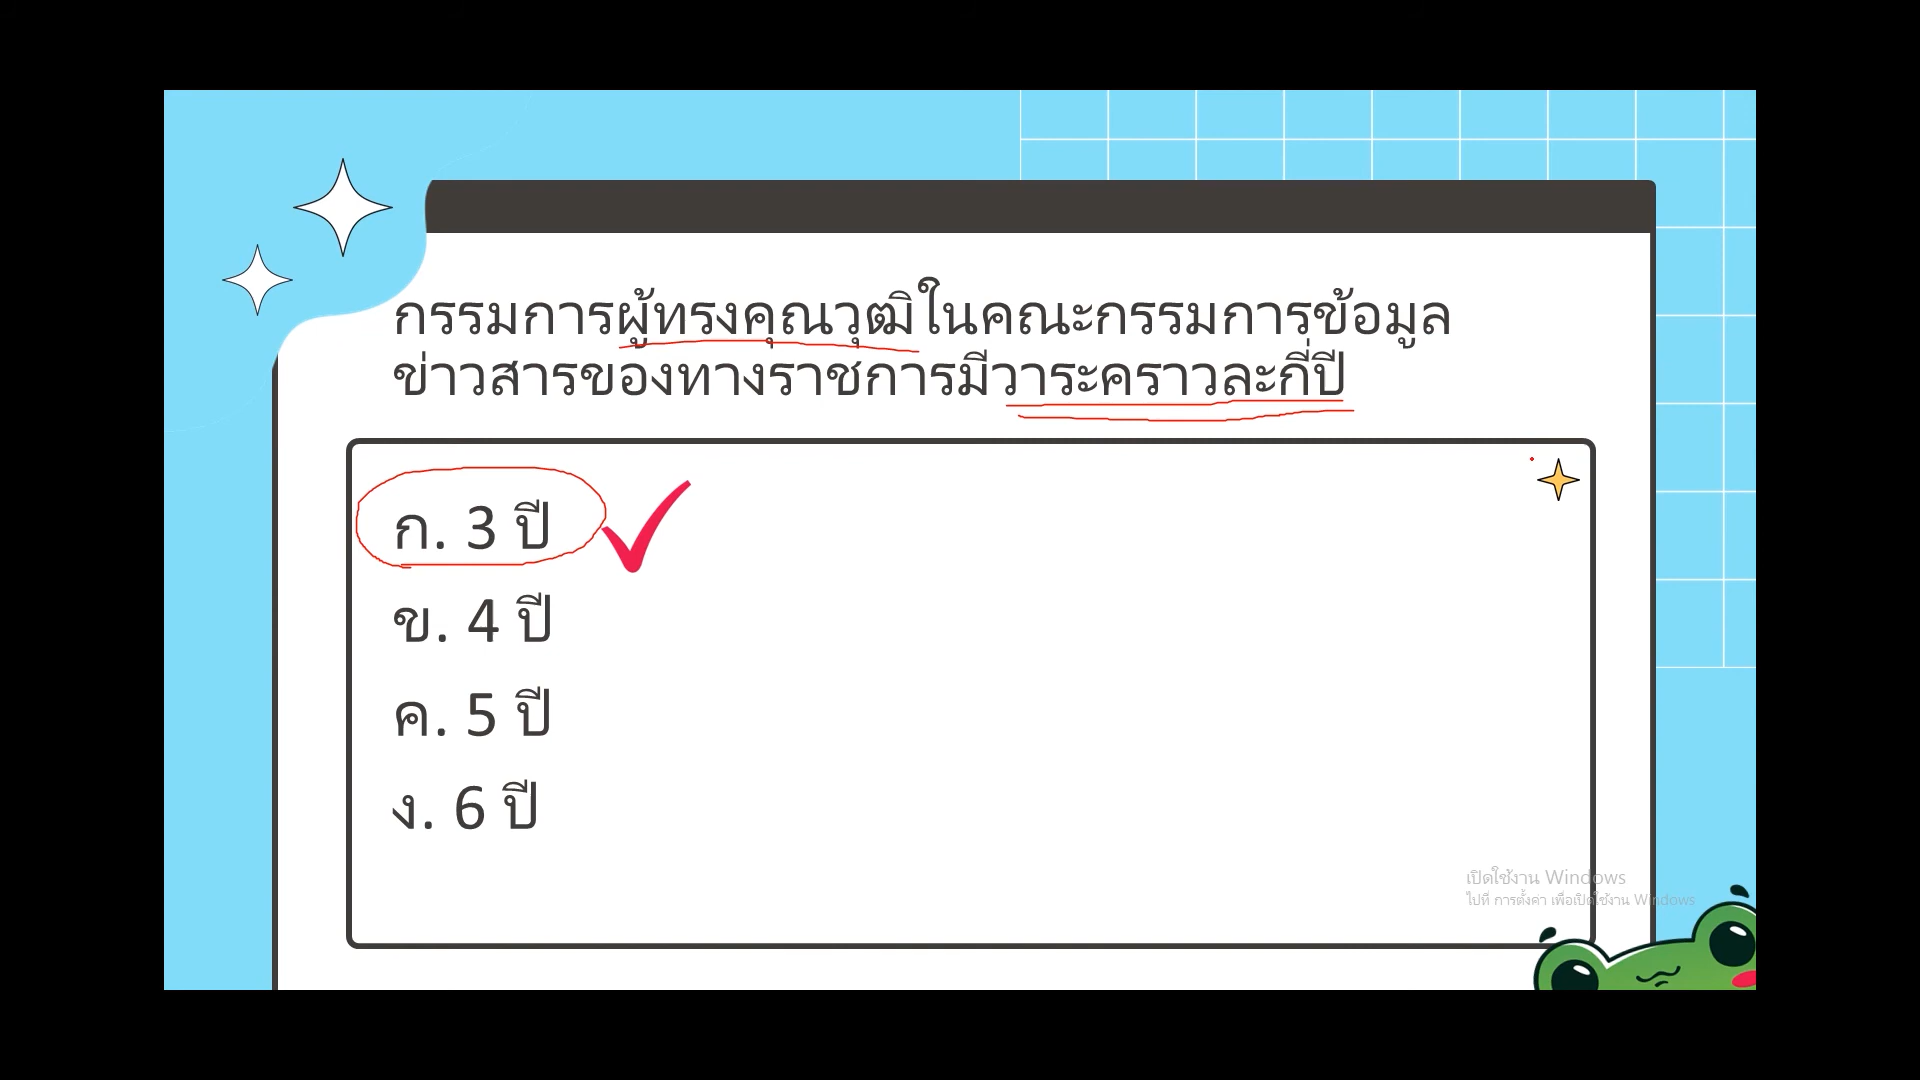 กรรมการผู้ทรงคุณวุฒิในคณะกรรมการข้อมูล
ข่าวสารของทางราชการมีวาระคราวละกี่ปี
ก. 3 ปี
ข. 4 ปี
ค. 5 ปี
ง. 6 ปี
เปิดใช้งาน Windows
ไปที่ การตั้งค่า เพื่อเปิดใช้งาน Windows